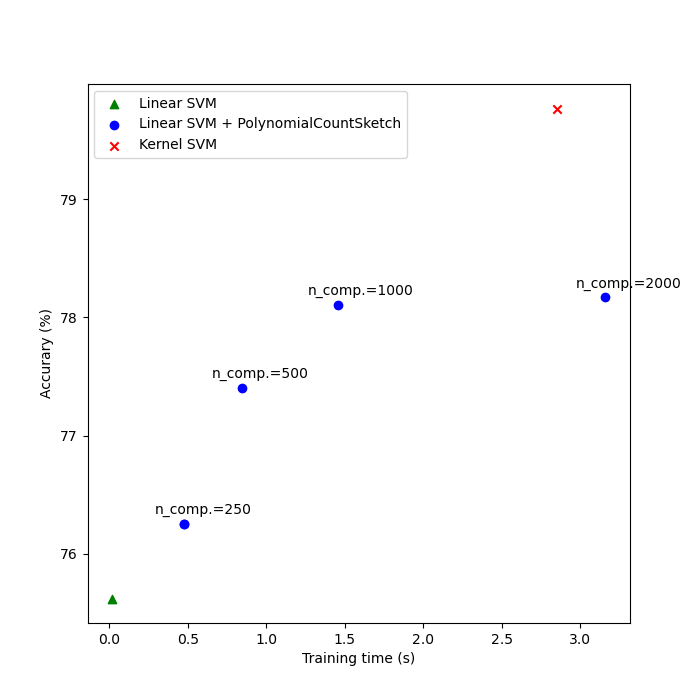 Linear SVM
Linear SVM + PolynomialCountSketch
Kernel SVM
79
78
77
76
Accurary (%)
n_comp.=2000
n_comp.=1000
n_comp.=500
n_comp.=250
0.0 0.5 1.0 1.5 2.0 2.5 3.0
Training time (s)